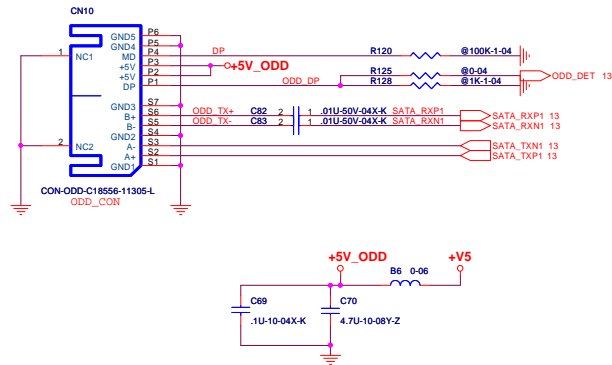 CN10
GND5 P6
GND4 P5
1 NC1 MD P4 DP R120 @100K-1-04
+5V P3 +5V_ODD
+5V P2 R125 @0-04 ODD_DET 13
DP P1 ODD_DP R128 @1K-1-04
GND3 S7
B+ S6 ODD_TX+ C82 2 1 .01U-50V-04X-K SATA_RXP1 SATA_RXP1 13
B- S5 ODD_TX- C83 2 1 .01U-50V-04X-K SATA_RXN1 SATA_RXN1 13
GND2 S4
2 NC2 A- S3 SATA_TXN1 13
A+ S2 SATA_TXP1 13
GND1 S1
CON-ODD-C18556-11305-L
ODD_CON
+5V_ODD +V5
B6 0-06
C69 C70
.1U-10-04X-K 4.7U-10-08Y-Z